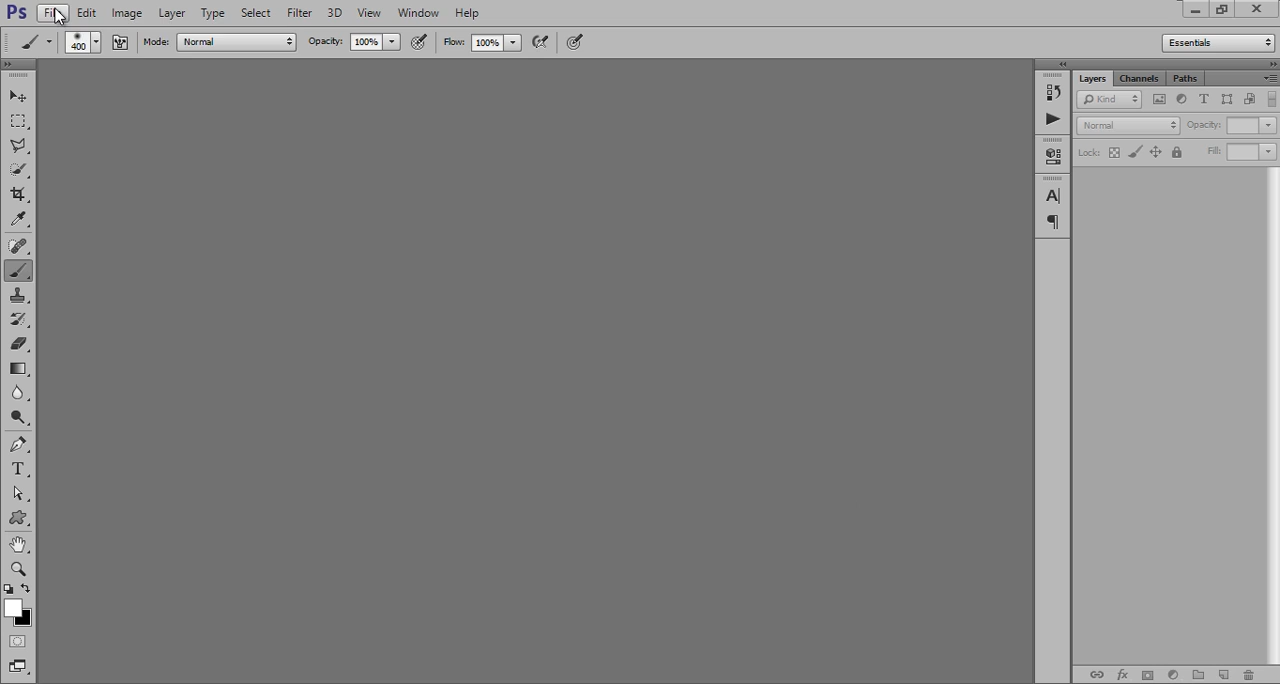 Ps File Edit Image Layer Type Select Filter 3D View Window Help
400 Mode: Normal Opacity: 100% Flow: 100% Essentials
Layers Channels Paths
Kind
Normal Opacity:
Lock: Fill: